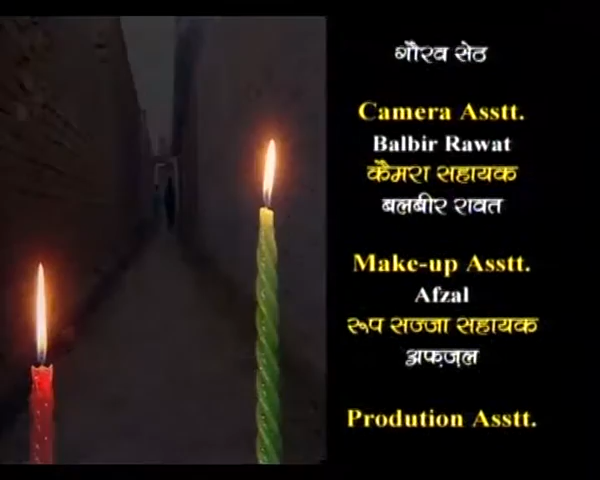 गौरव सेठ
Camera Asstt.
Balbir Rawat
कैमरा सहायक
बलबीर रावत
Make-up Asstt.
Afzal
रूप सज्जा सहायक
अफ़ज़ल
Prodution Asstt.